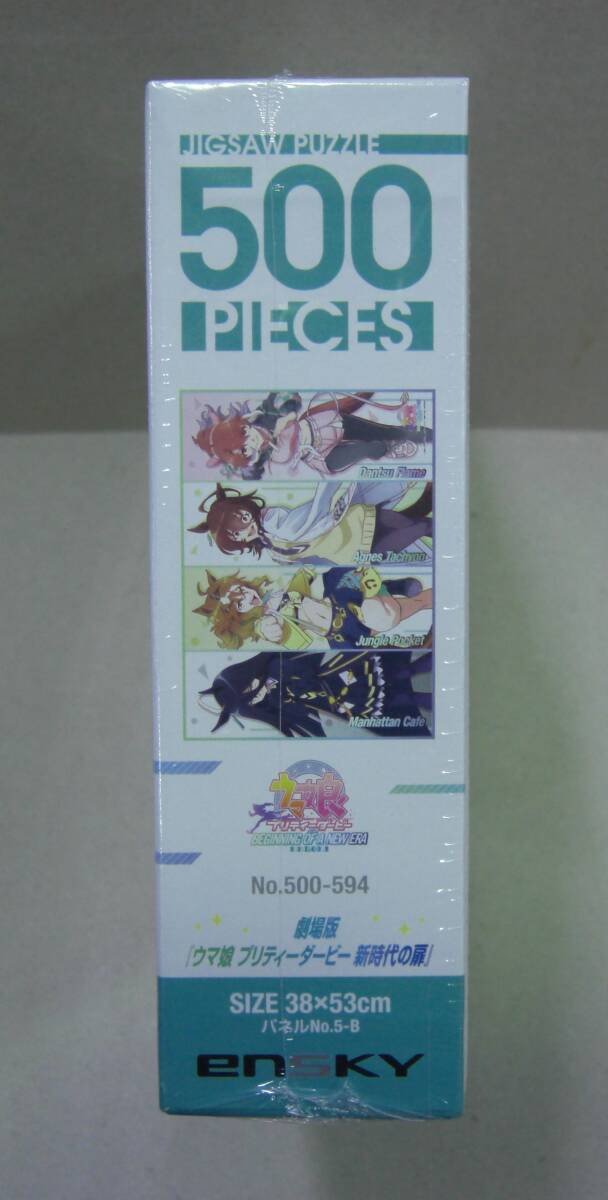 JIGSAW PUZZLE
500
PIECES
Dantsu Flame
Agnes Tachyon
Jungle Pocket
Manhattan Cafe
ウマ娘
プリティーダービー
BEGINNING OF A NEW ERA
No.500-594
劇場版
『ウマ娘 プリティーダービー 新時代の扉』
SIZE 38×53cm
パネルNo.5-B
ensky